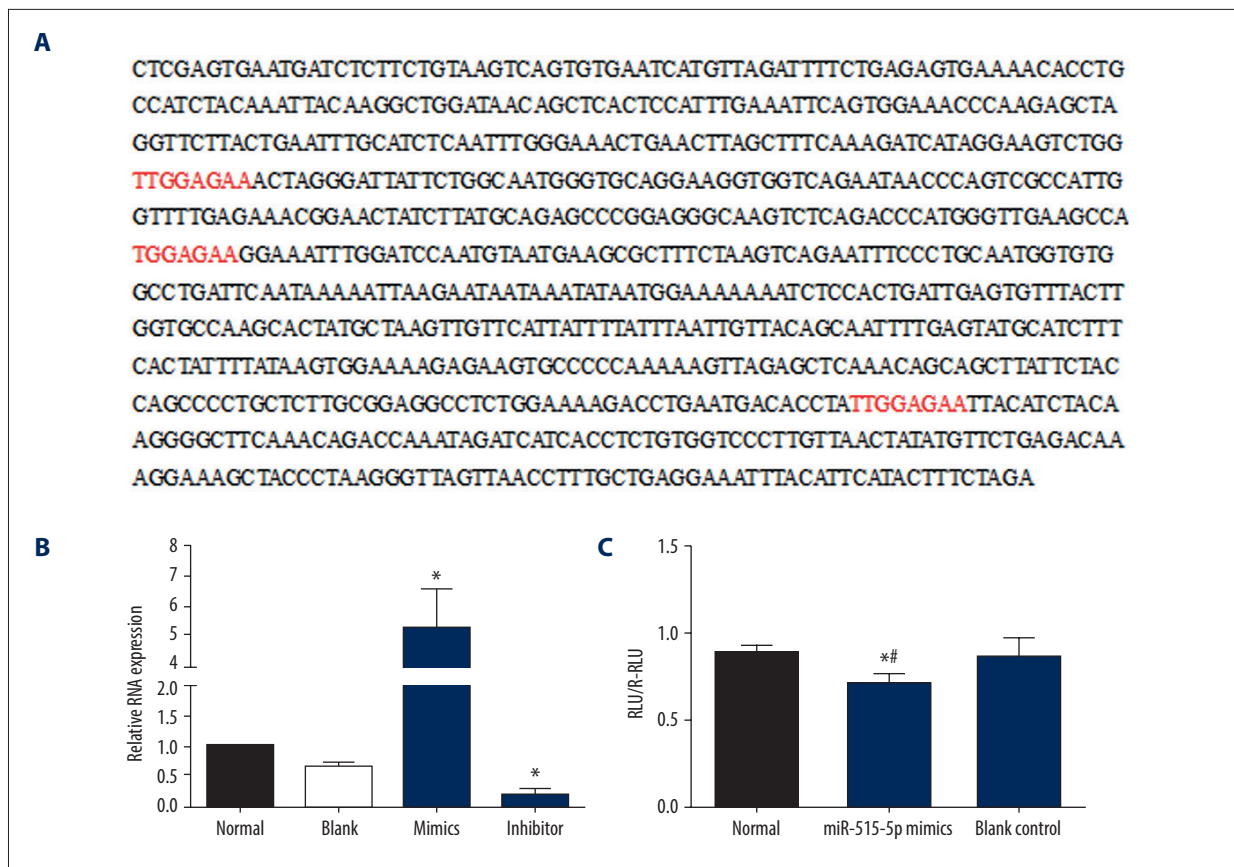 A
CTCGAGTGAATGATCTCTTCTGTAAGTCAGTGTGAATCATGTTAGATTTTCTGAGAGTGAAAACACCTG
CCATCTACAAATTACAAGGCTGGATAACAGCTCACTCCATTTGAAATTCAGTGGAAACCCAAGAGCTA
GGTTCTTACTGAATTTGCATCTCAATTTGGGAAACTGAACTTAGCTTTCAAAGATCATAGGAAGTCTGG
TTGGAGAAACTAGGGATTATTCTGGCAATGGGTGCAGGAAGGTGGTCAGAATAACCCAGTCGCCATTG
GTTTTGAGAAACGGAACTATCTTATGCAGAGCCCGGAGGGCAAGTCTCAGACCCATGGGTTGAAGCCA
TGGAGAAGGAAATTTGGATCCAATGTAATGAAGCGCTTTCTAAGTCAGAATTTCCCTGCAATGGTGTG
GCCTGATTCAATAAAAATTAAGAATAATAAATATAATGGAAAAAAATCTCCACTGATTGAGTGTTTACTT
GGTGCCAAGCACTATGCTAAGTTGTTCATTATTTTATTTAATTGTTACAGCAATTTTGAGTATGCATCTTT
CACTATTTTATAAGTGGAAAAGAGAAGTGCCCCCAAAAAGTTAGAGCTCAAACAGCAGCTTATTCTAC
CAGCCCCTGCTCTTGCGGAGGCCTCTGGAAAAGACCTGAATGACACCTATTGGAGAATTACATCTACA
AGGGGCTTCAAACAGACCAAATAGATCATCACCTCTGTGGTCCCTTGTTAACTATATGTTCTGAGACAA
AGGAAAGCTACCCTAAGGGTTAGTTAACCTTTGCTGAGGAAATTTACATTCATACTTTCTAGA
B
Relative RNA expression
8
7
6
5
4
2.0
1.5
1.0
0.5
0.0
*
*
Normal Blank Mimics Inhibitor
C
RLU/R-RLU
1.5
1.0
0.5
0.0
*#
Normal miR-515-5p mimics Blank control